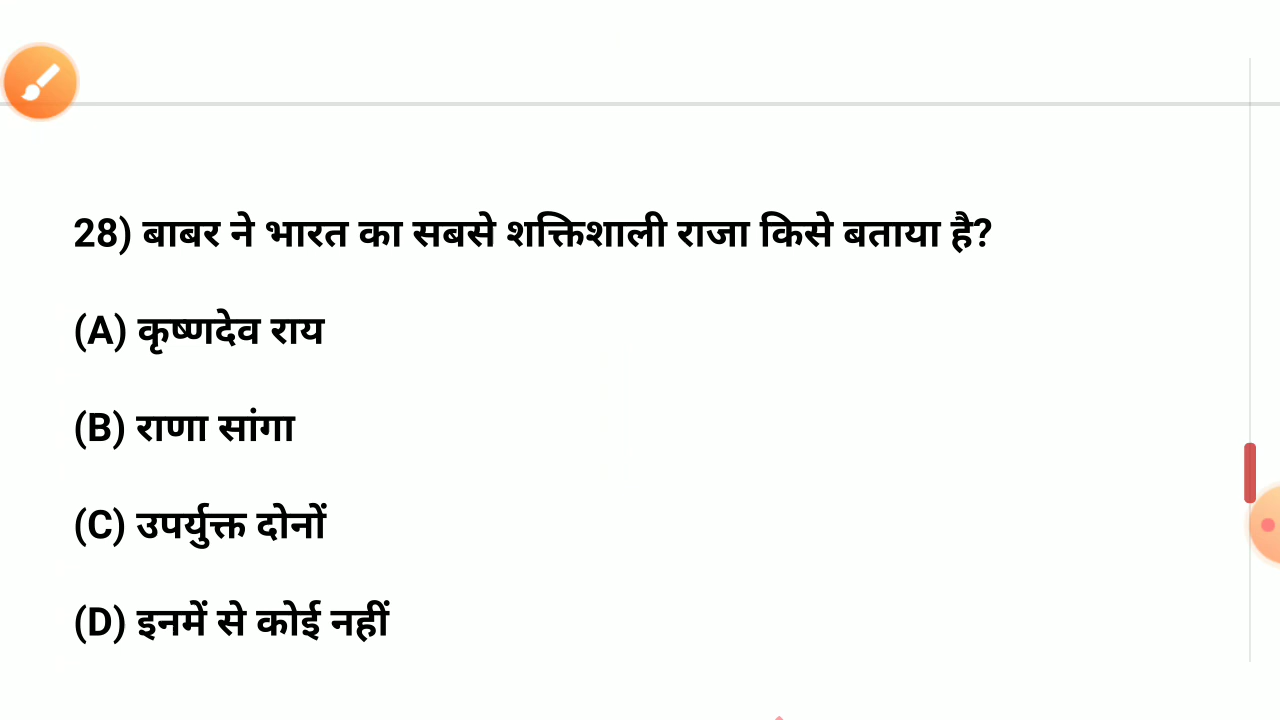 28) बाबर ने भारत का सबसे शक्तिशाली राजा किसे बताया है?
(A) कृष्णदेव राय
(B) राणा सांगा
(C) उपर्युक्त दोनों
(D) इनमें से कोई नहीं